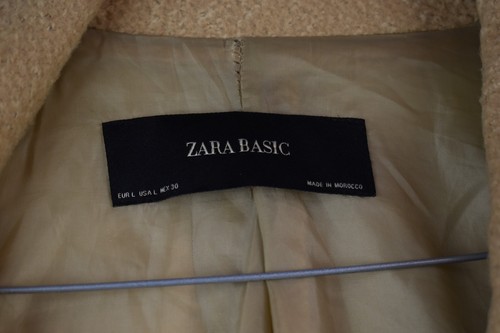 ZARA BASIC
EUR L USA L MEX 30
MADE IN MOROCCO